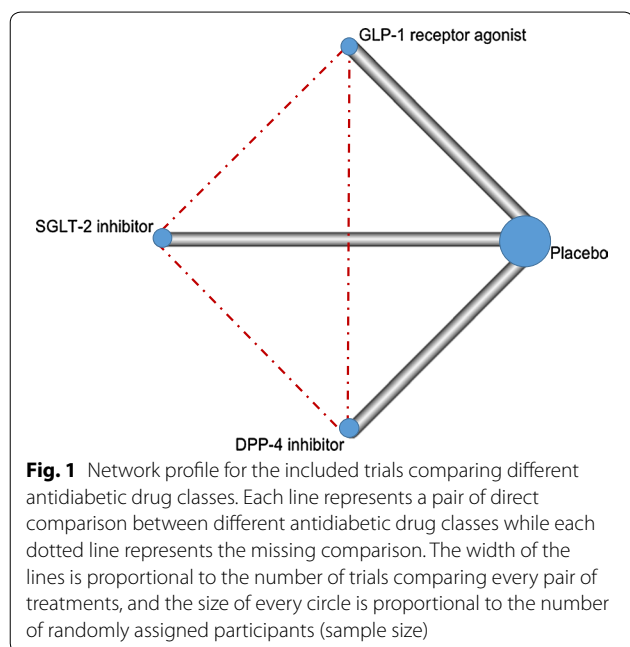 GLP-1 receptor agonist
SGLT-2 inhibitor
Placebo
DPP-4 inhibitor
Fig. 1 Network profile for the included trials comparing different
antidiabetic drug classes. Each line represents a pair of direct
comparison between different antidiabetic drug classes while each
dotted line represents the missing comparison. The width of the
lines is proportional to the number of trials comparing every pair of
treatments, and the size of every circle is proportional to the number
of randomly assigned participants (sample size)